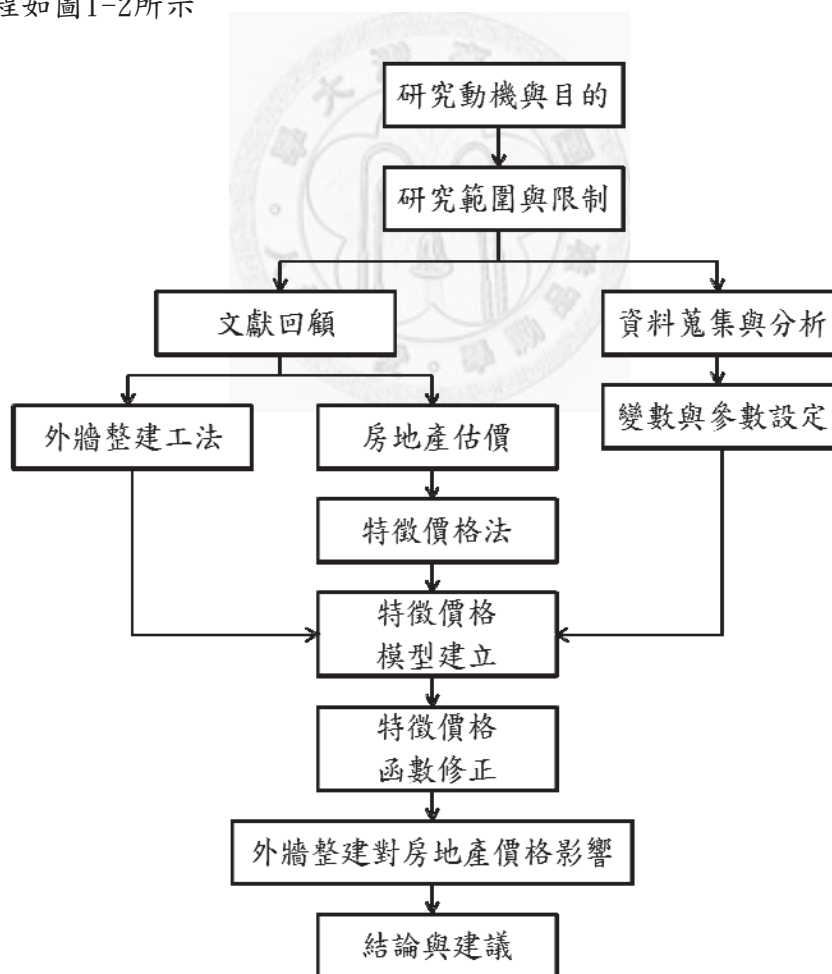 程如圖1-2所示
研究動機與目的
研究範圍與限制
文獻回顧
資料蒐集與分析
外牆整建工法
房地產估價
變數與參數設定
特徵價格法
特徵價格
模型建立
特徵價格
函數修正
外牆整建對房地產價格影響
結論與建議